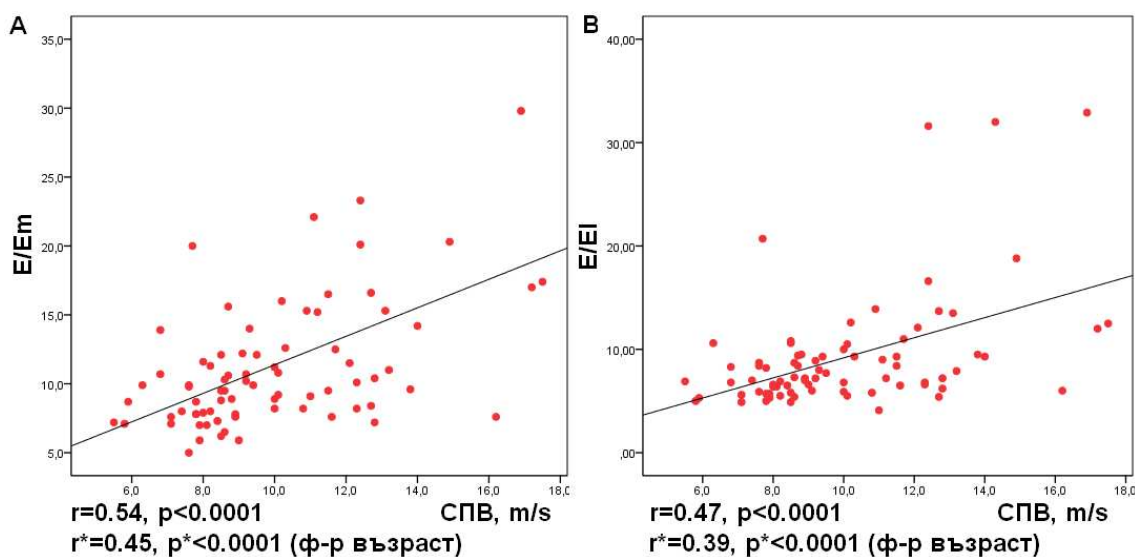 A
35,0
30,0
25,0
20,0
15,0
10,0
5,0
E/Em
6,0 8,0 10,0 12,0 14,0 16,0 18,0
r=0.54, p<0.0001 СПВ, m/s
r*=0.45, p*<0.0001 (ф-р възраст)
B
40,00
30,00
20,00
10,00
,00
E/El
6,0 8,0 10,0 12,0 14,0 16,0 18,0
r=0.47, p<0.0001 СПВ, m/s
r*=0.39, p*<0.0001 (ф-р възраст)